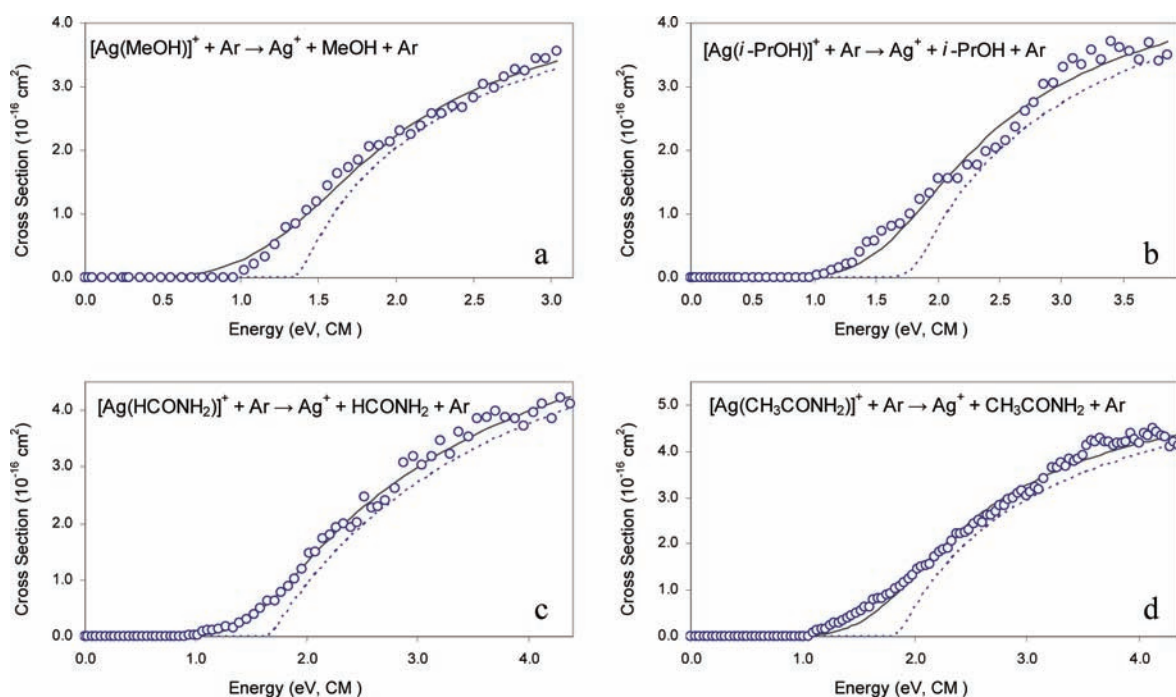 4.0
3.0
2.0
1.0
0.0
Cross Section (10⁻¹⁶ cm²)
[Ag(MeOH)]⁺ + Ar → Ag⁺ + MeOH + Ar
a
0.0 0.5 1.0 1.5 2.0 2.5 3.0
Energy (eV, CM )
4.0
3.0
2.0
1.0
0.0
Cross Section (10⁻¹⁶ cm²)
[Ag(i -PrOH)]⁺ + Ar → Ag⁺ + i -PrOH + Ar
b
0.0 0.5 1.0 1.5 2.0 2.5 3.0 3.5
Energy (eV, CM )
4.0
3.0
2.0
1.0
0.0
Cross Section (10⁻¹⁶ cm²)
[Ag(HCONH₂)]⁺ + Ar → Ag⁺ + HCONH₂ + Ar
c
0.0 1.0 2.0 3.0 4.0
Energy (eV, CM)
5.0
4.0
3.0
2.0
1.0
0.0
Cross Section (10⁻¹⁶ cm²)
[Ag(CH₃CONH₂)]⁺ + Ar → Ag⁺ + CH₃CONH₂ + Ar
d
0.0 1.0 2.0 3.0 4.0
Energy (eV, CM)